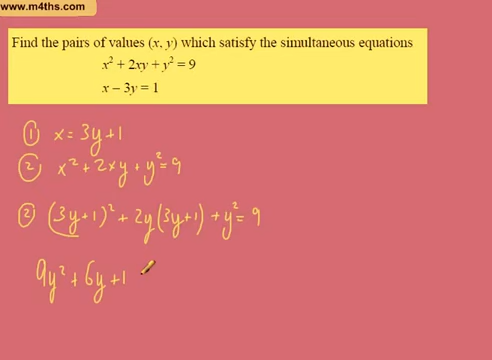 www.m4ths.com
Find the pairs of values (x, y) which satisfy the simultaneous equations
x² + 2xy + y² = 9
x – 3y = 1
① x = 3y + 1
② x² + 2xy + y² = 9
② (3y + 1)² + 2y(3y + 1) + y² = 9
9y² + 6y + 1